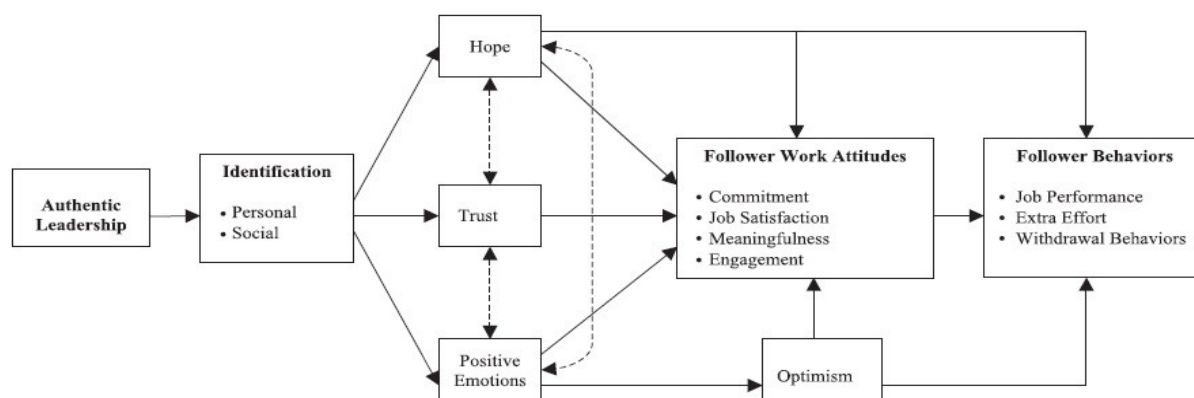 Authentic
Leadership
Identification
• Personal
• Social
Hope
Trust
Positive
Emotions
Follower Work Attitudes
• Commitment
• Job Satisfaction
• Meaningfulness
• Engagement
Optimism
Follower Behaviors
• Job Performance
• Extra Effort
• Withdrawal Behaviors